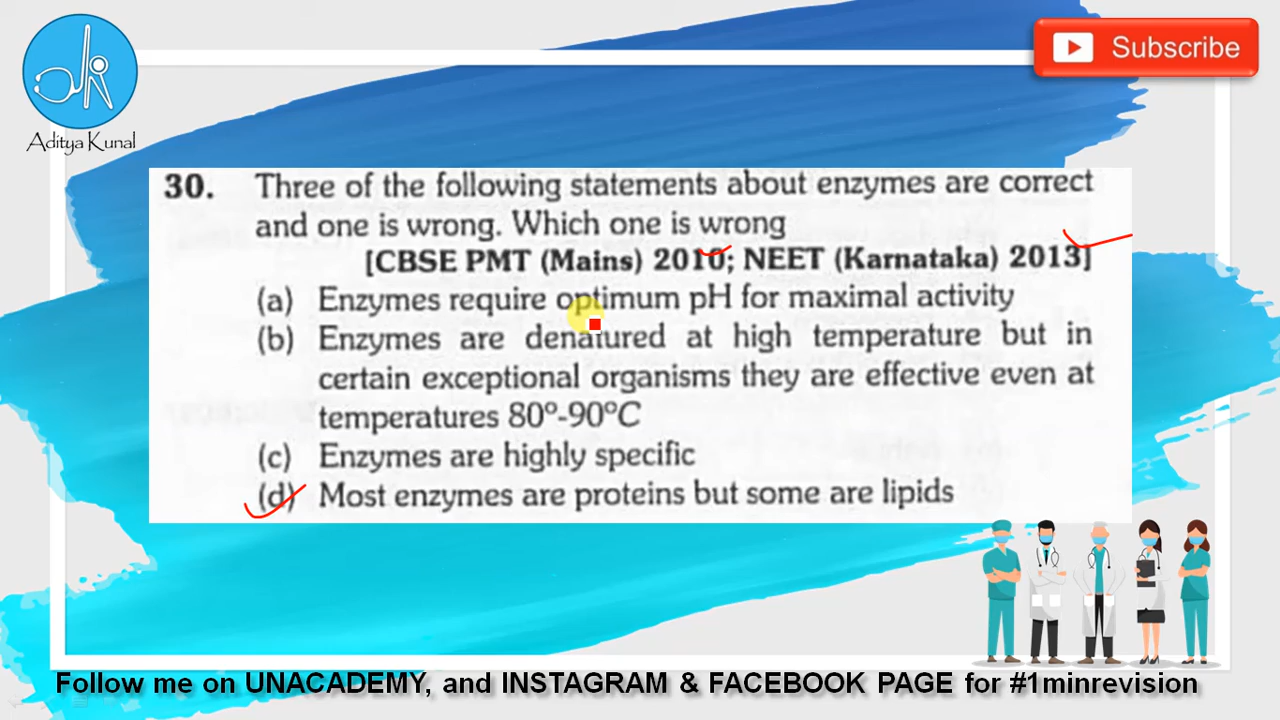 Subscribe
Aditya Kunal
30. Three of the following statements about enzymes are correct
and one is wrong. Which one is wrong
[CBSE PMT (Mains) 2010; NEET (Karnataka) 2013]
(a) Enzymes require optimum pH for maximal activity
(b) Enzymes are denatured at high temperature but in
certain exceptional organisms they are effective even at
temperatures 80°-90°C
(c) Enzymes are highly specific
(d) Most enzymes are proteins but some are lipids
Follow me on UNACADEMY, and INSTAGRAM & FACEBOOK PAGE for #1minrevision